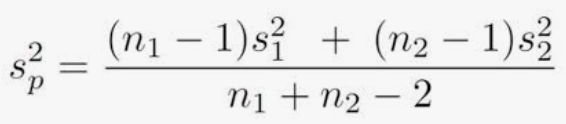 s_p^2 = \frac{(n_1 - 1)s_1^2 + (n_2 - 1)s_2^2}{n_1 + n_2 - 2}